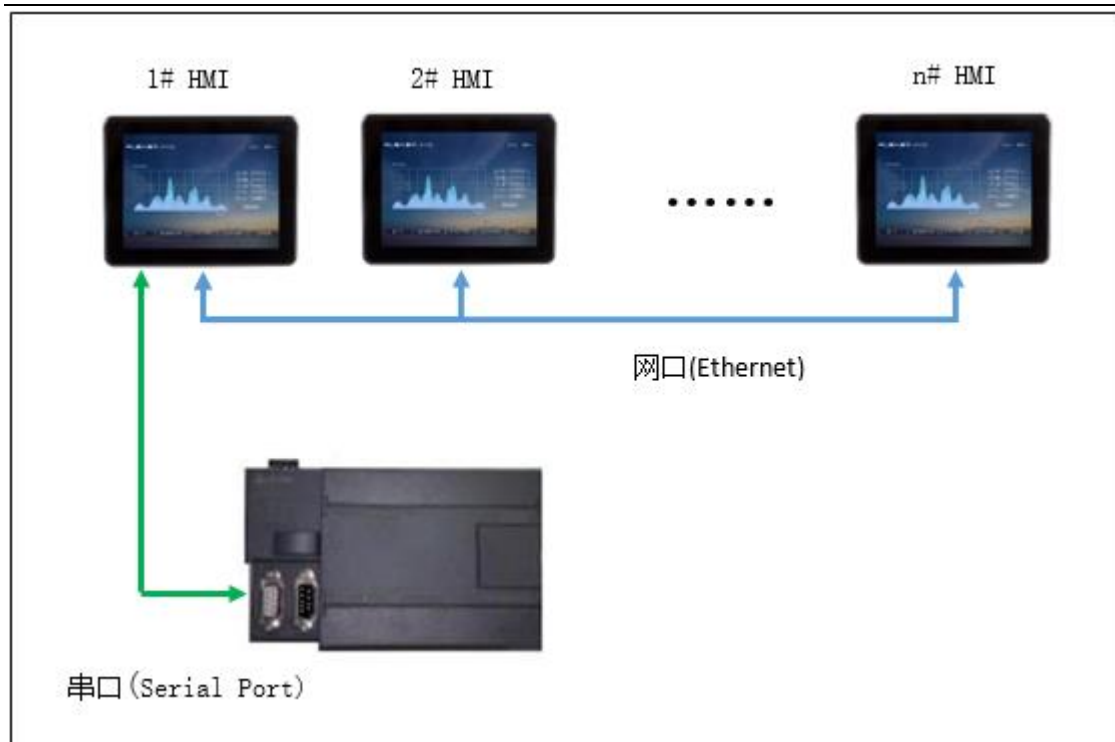 1# HMI
2# HMI
n# HMI
网口(Ethernet)
串口(Serial Port)